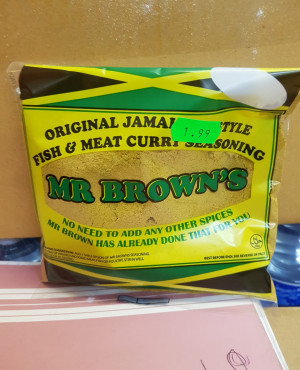 ORIGINAL JAMAI STYLE
1.99
FISH & MEAT CURRY SEASONING
MR BROWN'S
NO NEED TO ADD ANY OTHER SPICES
MR BROWN HAS ALREADY DONE THAT FOR YOU